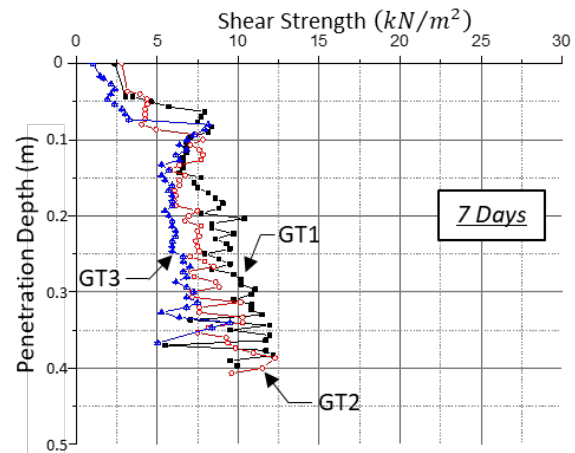 Shear Strength (kN/m²)
0 5 10 15 20 25 30
0
0.1
0.2
0.3
0.4
0.5
Penetration Depth (m)
7 Days
GT1
GT3
GT2